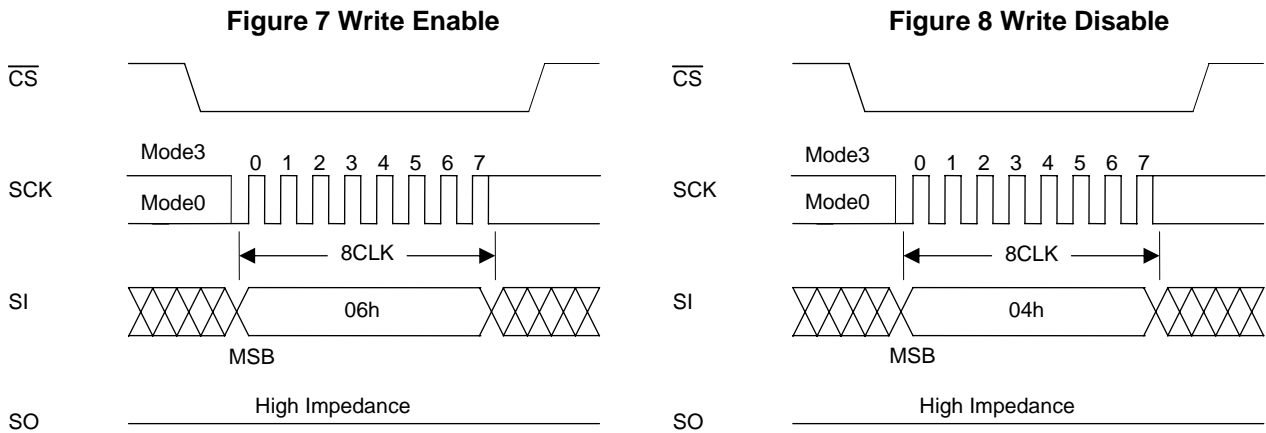 Figure 7 Write Enable
CS
Mode3
0 1 2 3 4 5 6 7
SCK
Mode0
8CLK
SI
06h
MSB
High Impedance
SO
Figure 8 Write Disable
CS
Mode3
0 1 2 3 4 5 6 7
SCK
Mode0
8CLK
SI
04h
MSB
High Impedance
SO